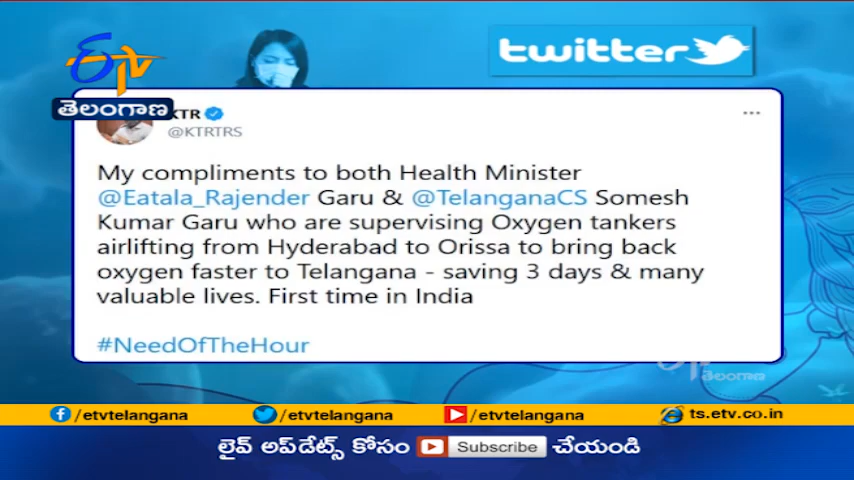 twitter
ETV
తెలంగాణ
KTR
@KTRTRS
My compliments to both Health Minister
@Eatala_Rajender Garu & @TelanganaCS Somesh
Kumar Garu who are supervising Oxygen tankers
airlifting from Hyderabad to Orissa to bring back
oxygen faster to Telangana - saving 3 days & many
valuable lives. First time in India
#NeedOfTheHour
తెలంగాణ
/etvtelangana /etvtelangana /etvtelangana ts.etv.co.in
లైవ్ అప్‌డేట్స్ కోసం Subscribe చేయండి